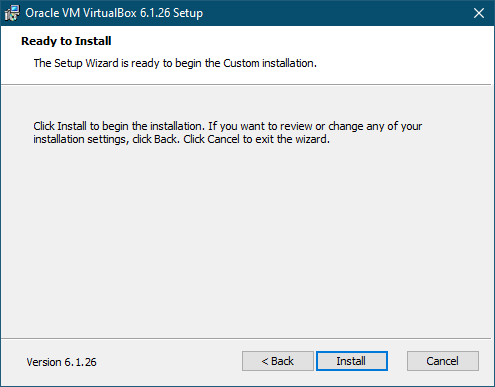 Oracle VM VirtualBox 6.1.26 Setup
Ready to Install
The Setup Wizard is ready to begin the Custom installation.
Click Install to begin the installation. If you want to review or change any of your
installation settings, click Back. Click Cancel to exit the wizard.
Version 6.1.26
< Back
Install
Cancel